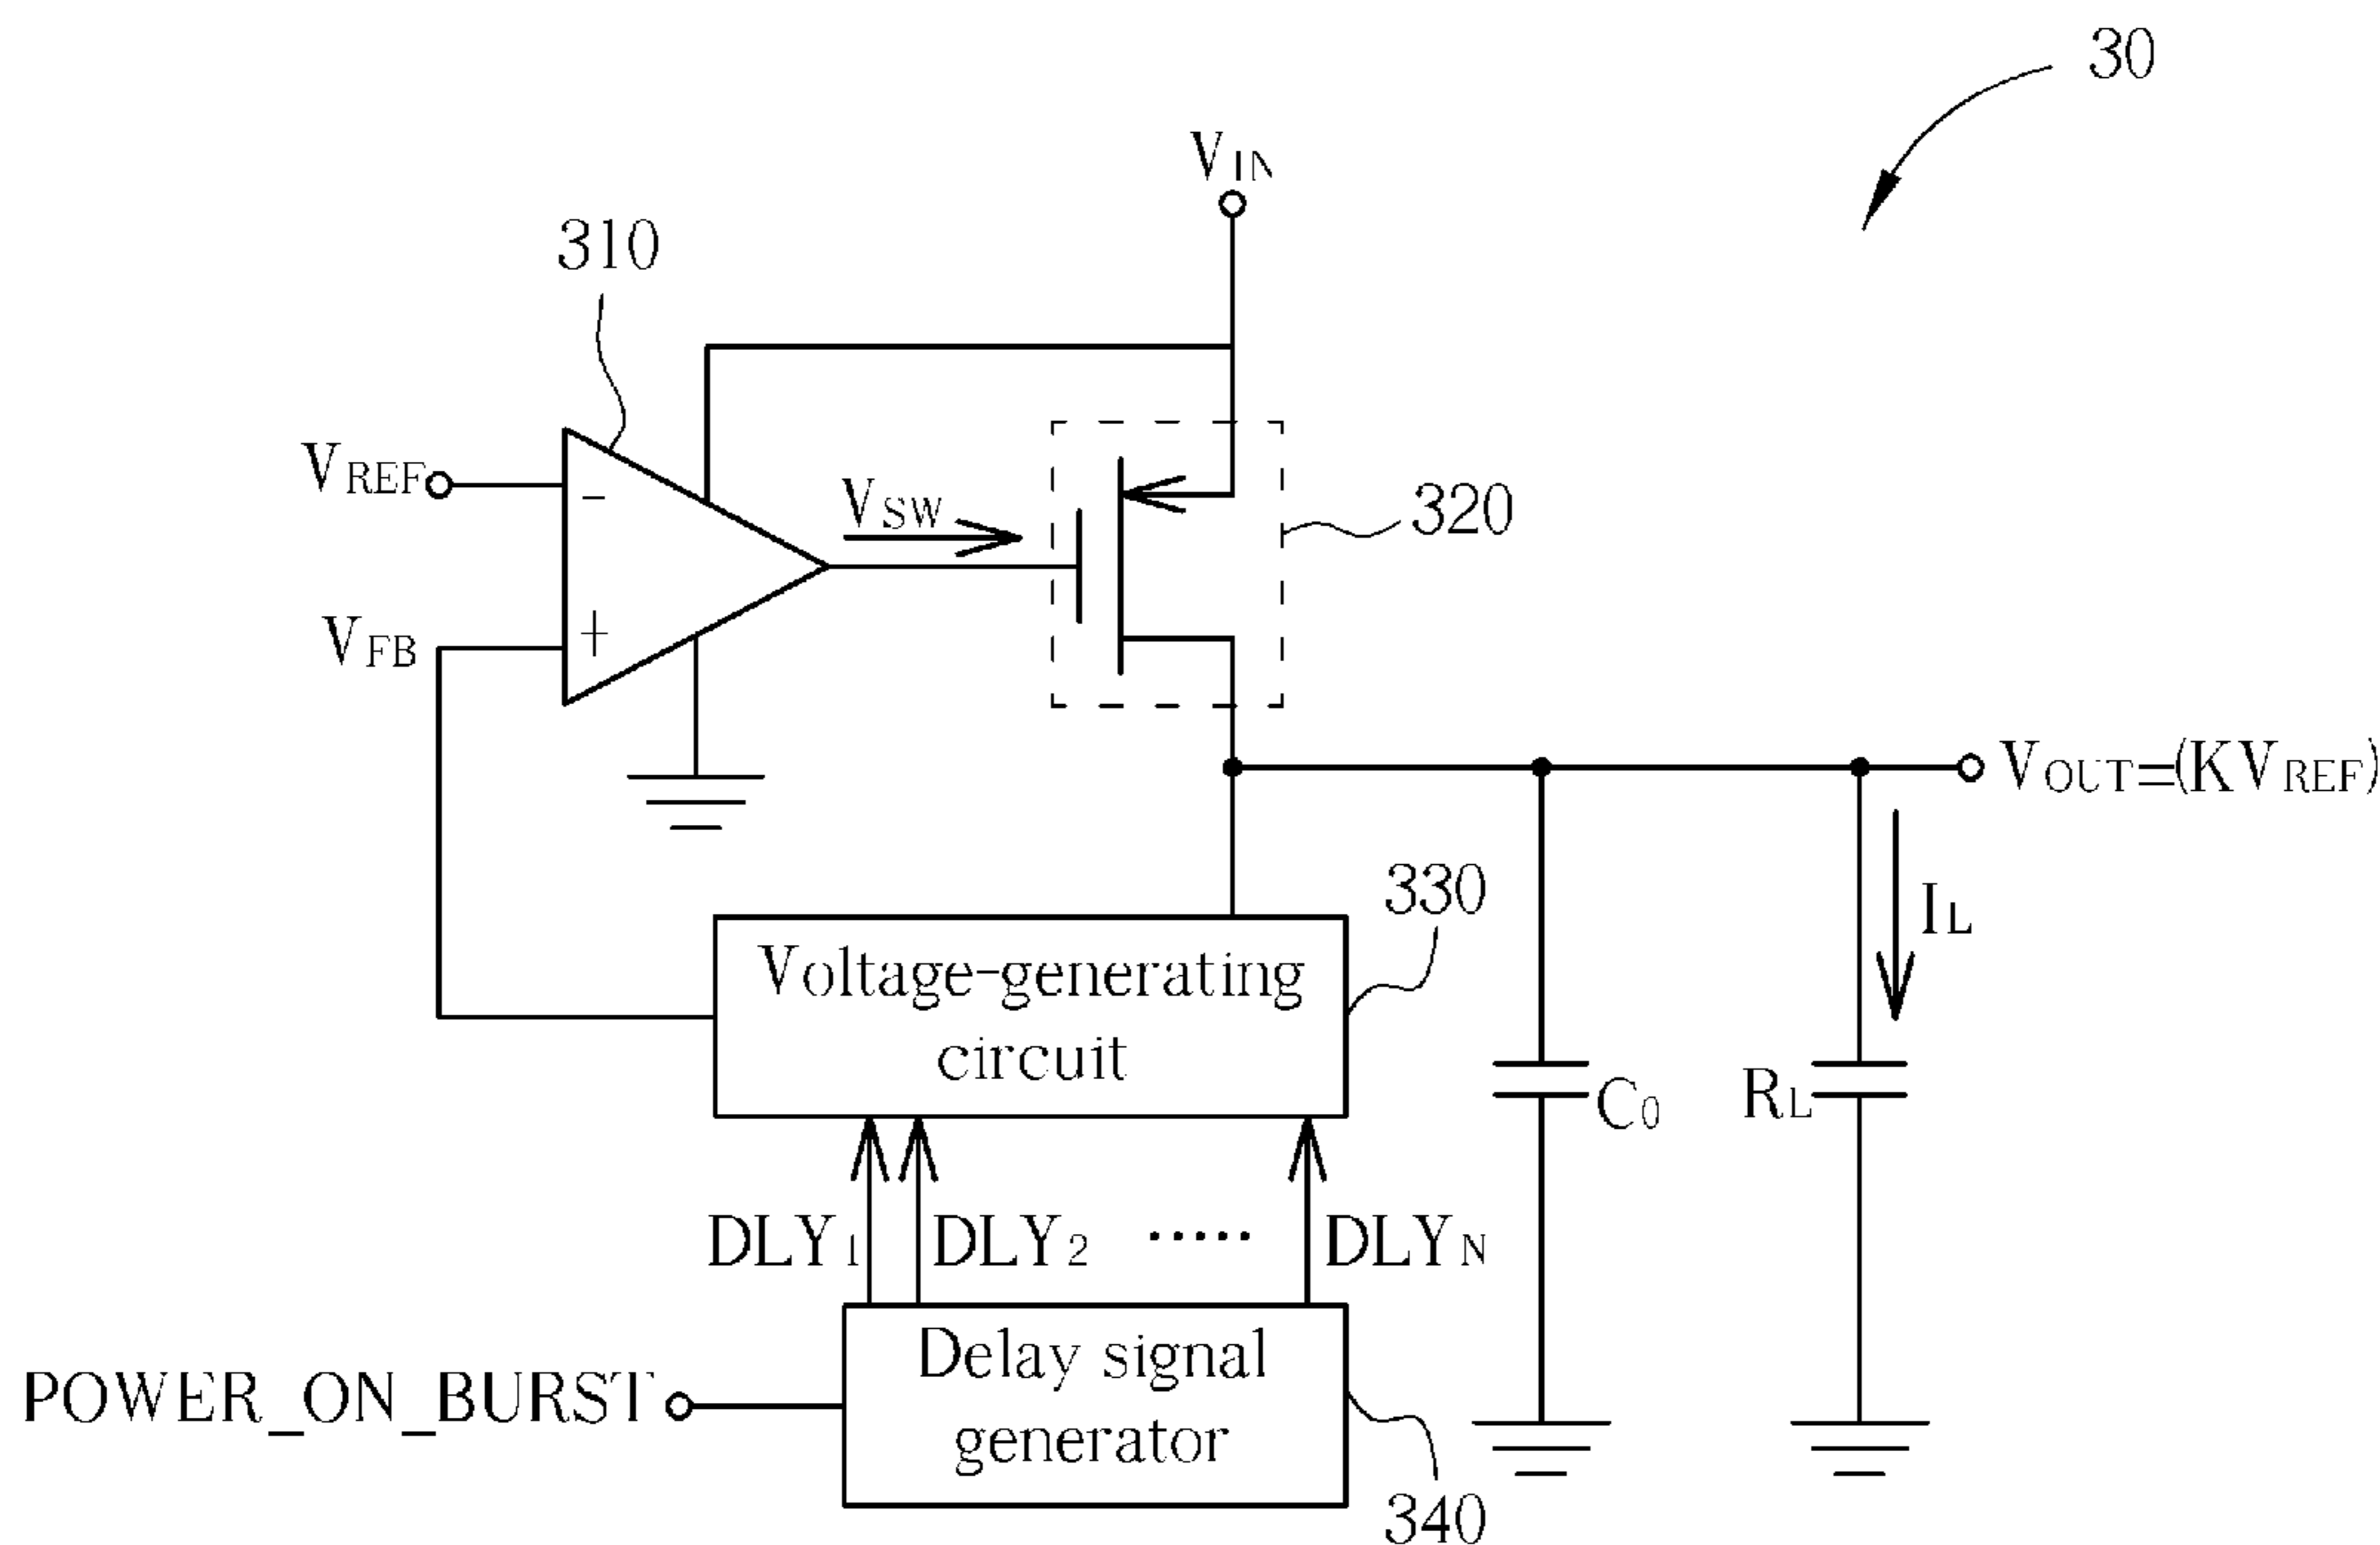 30
VIN
310
VREF
-
VSW
320
VFB
+
VOUT=(KVREF)
330
IL
Voltage-generating
circuit
C0
RL
DLY1 DLY2 ····· DLYN
Delay signal
generator
POWER_ON_BURST
340